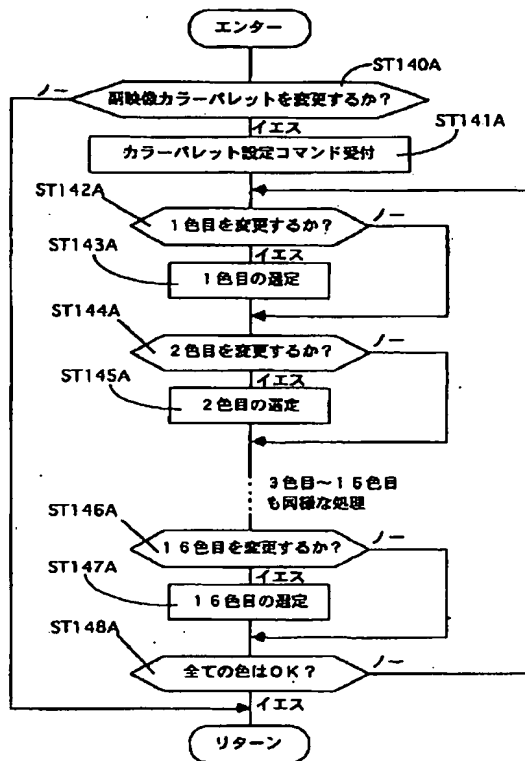 エンター
ST140A
ノー
副映像カラーパレットを変更するか?
イエス
ST141A
カラーパレット設定コマンド受付
ST142A
1色目を変更するか?
ノー
イエス
ST143A
1色目の選定
ST144A
2色目を変更するか?
ノー
イエス
ST145A
2色目の選定
3色目~15色目
も同様な処理
ST146A
16色目を変更するか?
ノー
イエス
ST147A
16色目の選定
ST148A
全ての色はOK?
ノー
イエス
リターン